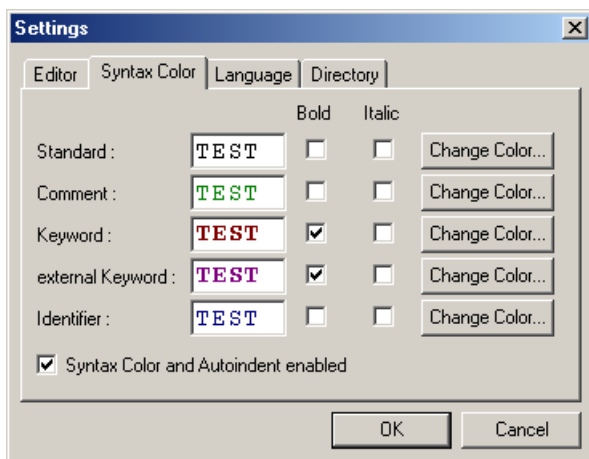 Settings
Editor Syntax Color Language Directory
Bold Italic
Standard : TEST Change Color...
Comment : TEST Change Color...
Keyword : TEST Change Color...
external Keyword : TEST Change Color...
Identifier : TEST Change Color...
Syntax Color and Autoindent enabled
OK Cancel